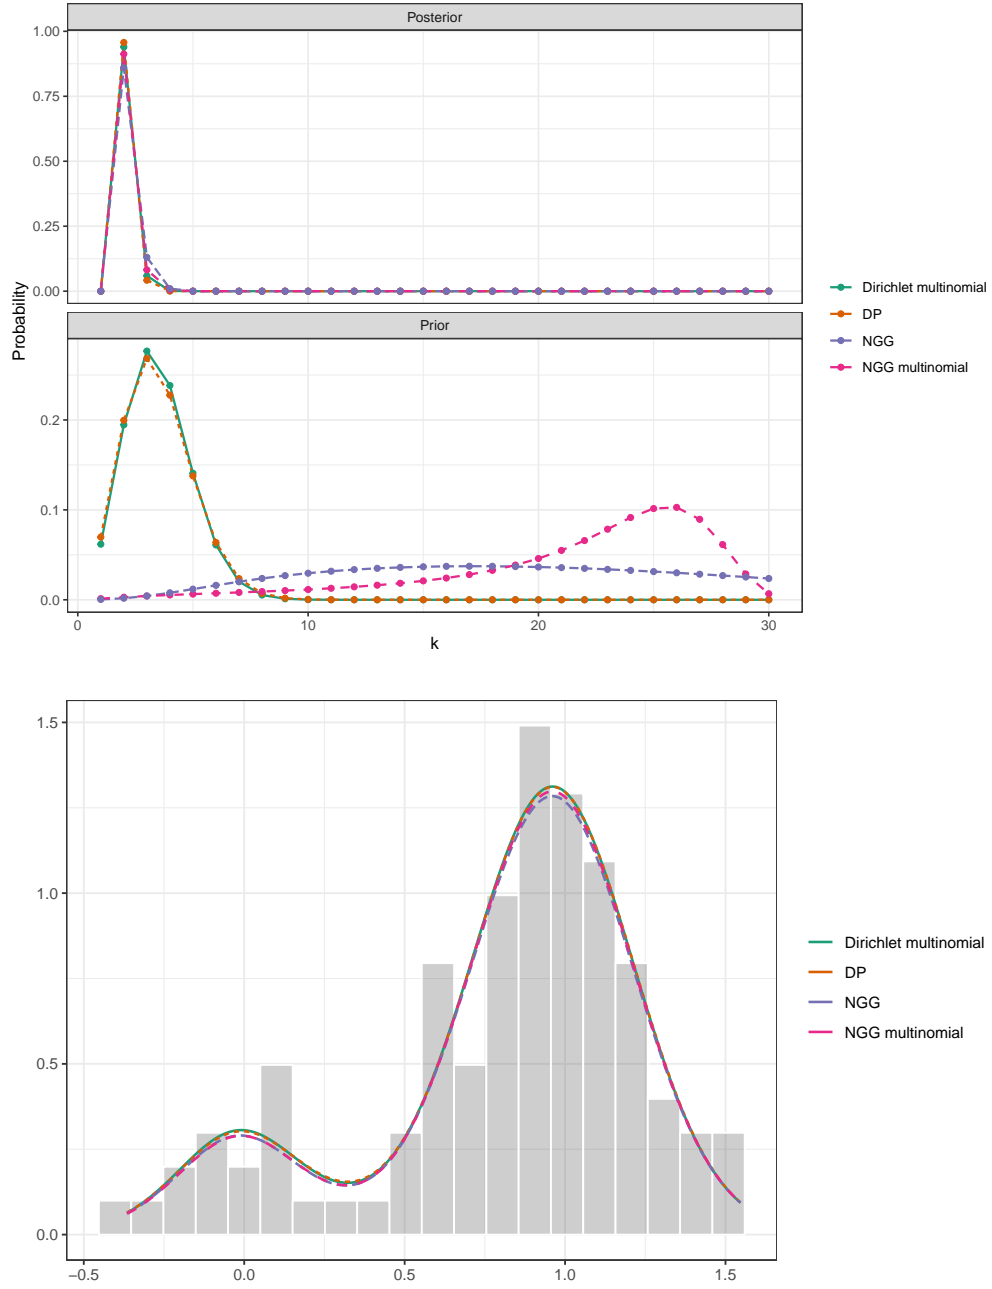 Posterior
1.00
0.75
0.50
0.25
0.00
Probability
Prior
0.2
0.1
0.0
0
10
20
30
k
Dirichlet multinomial
DP
NGG
NGG multinomial
1.5
1.0
0.5
0.0
−0.5
0.0
0.5
1.0
1.5
Dirichlet multinomial
DP
NGG
NGG multinomial